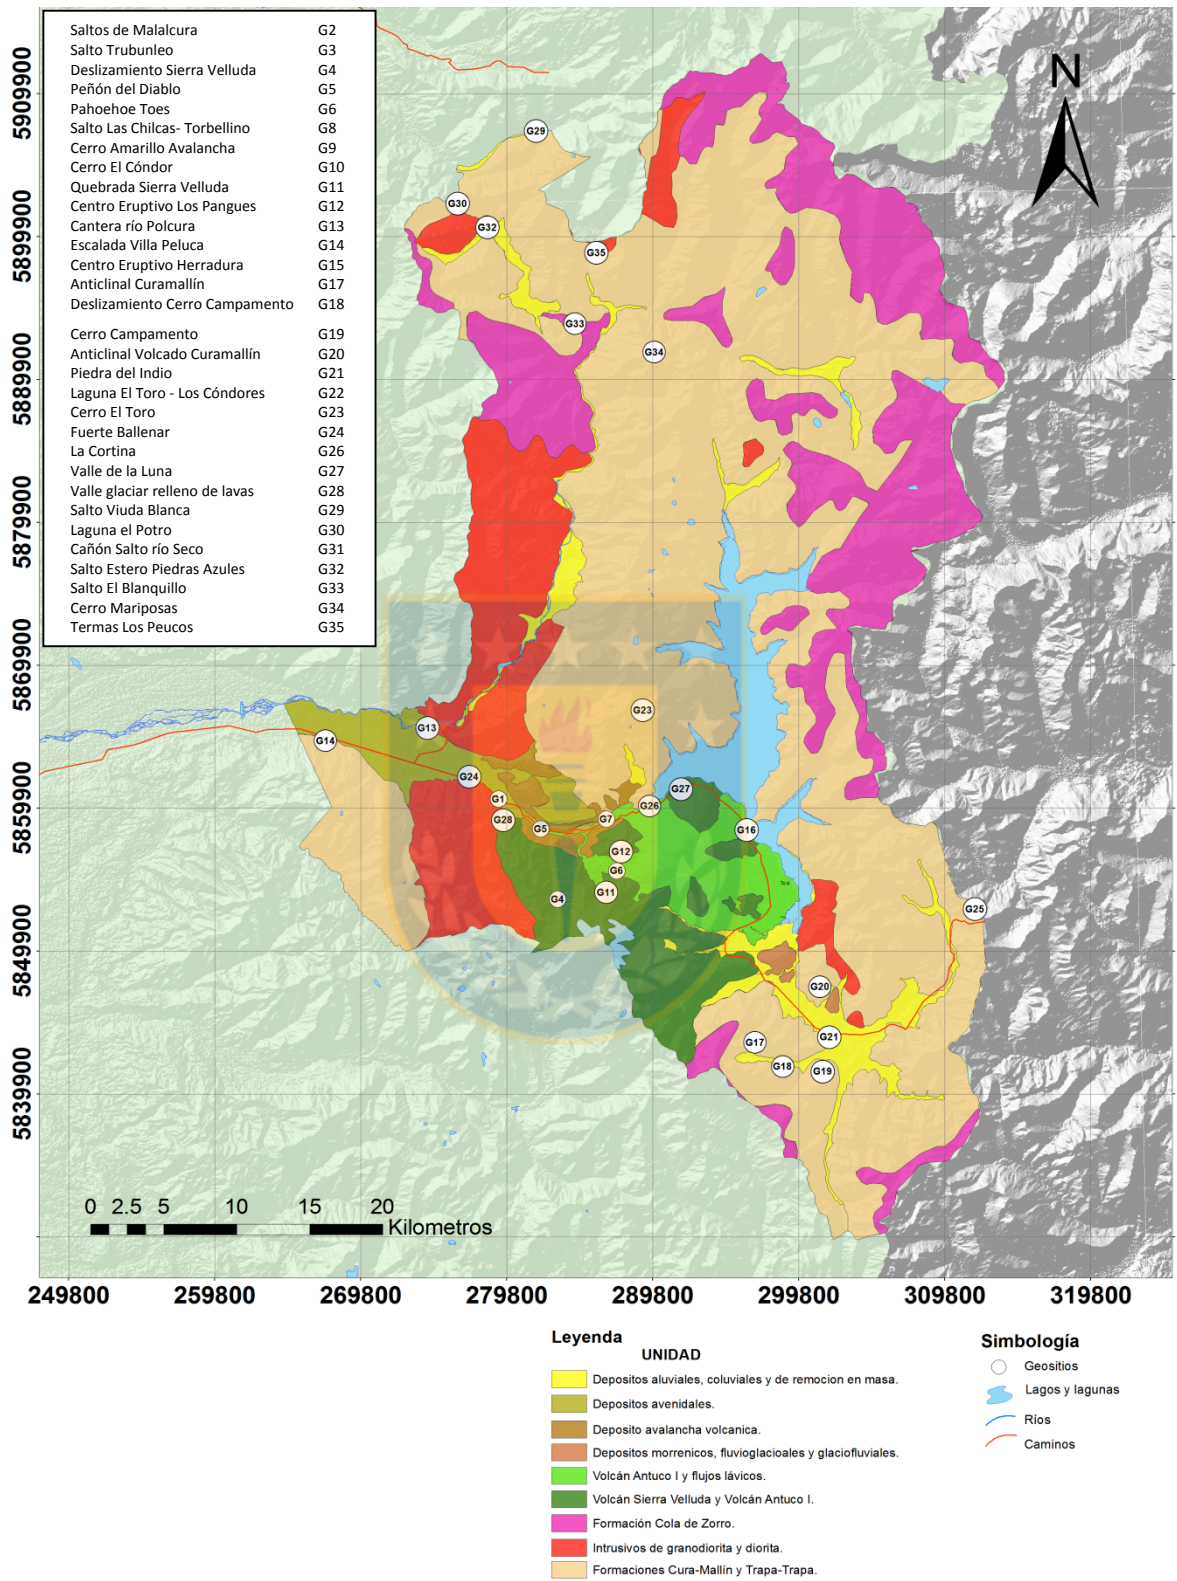 Saltos de Malalcura G2
Salto Trubunleo G3
Deslizamiento Sierra Velluda G4
Peñón del Diablo G5
Pahoehoe Toes G6
Salto Las Chilcas- Torbellino G8
Cerro Amarillo Avalancha G9
Cerro El Cóndor G10
Quebrada Sierra Velluda G11
Centro Eruptivo Los Pangues G12
Cantera río Polcura G13
Escalada Villa Peluca G14
Centro Eruptivo Herradura G15
Anticlinal Curamallín G17
Deslizamiento Cerro Campamento G18
Cerro Campamento G19
Anticlinal Volcado Curamallín G20
Piedra del Indio G21
Laguna El Toro - Los Cóndores G22
Cerro El Toro G23
Fuerte Ballenar G24
La Cortina G26
Valle de la Luna G27
Valle glaciar relleno de lavas G28
Salto Viuda Blanca G29
Laguna el Potro G30
Cañón Salto río Seco G31
Salto Estero Piedras Azules G32
Salto El Blanquillo G33
Cerro Mariposas G34
Termas Los Peucos G35
N
5909900
5899900
5889900
5879900
5869900
5859900
5849900
5839900
G29
G30
G32
G35
G33
G34
G23
G13
G14
G24
G1
G28
G5
G7
G26
G27
G16
G12
G6
G11
G4
G25
G20
G21
G17
G18
G19
0 2.5 5 10 15 20
Kilometros
249800 259800 269800 279800 289800 299800 309800 319800
Leyenda
UNIDAD
Depositos aluviales, coluviales y de remocion en masa.
Depositos avenidales.
Deposito avalancha volcanica.
Depositos morrenicos, fluvioglacioales y glaciofluviales.
Volcán Antuco I y flujos lávicos.
Volcán Sierra Velluda y Volcán Antuco I.
Formación Cola de Zorro.
Intrusivos de granodiorita y diorita.
Formaciones Cura-Mallín y Trapa-Trapa.
Simbología
Geositios
Lagos y lagunas
Ríos
Caminos